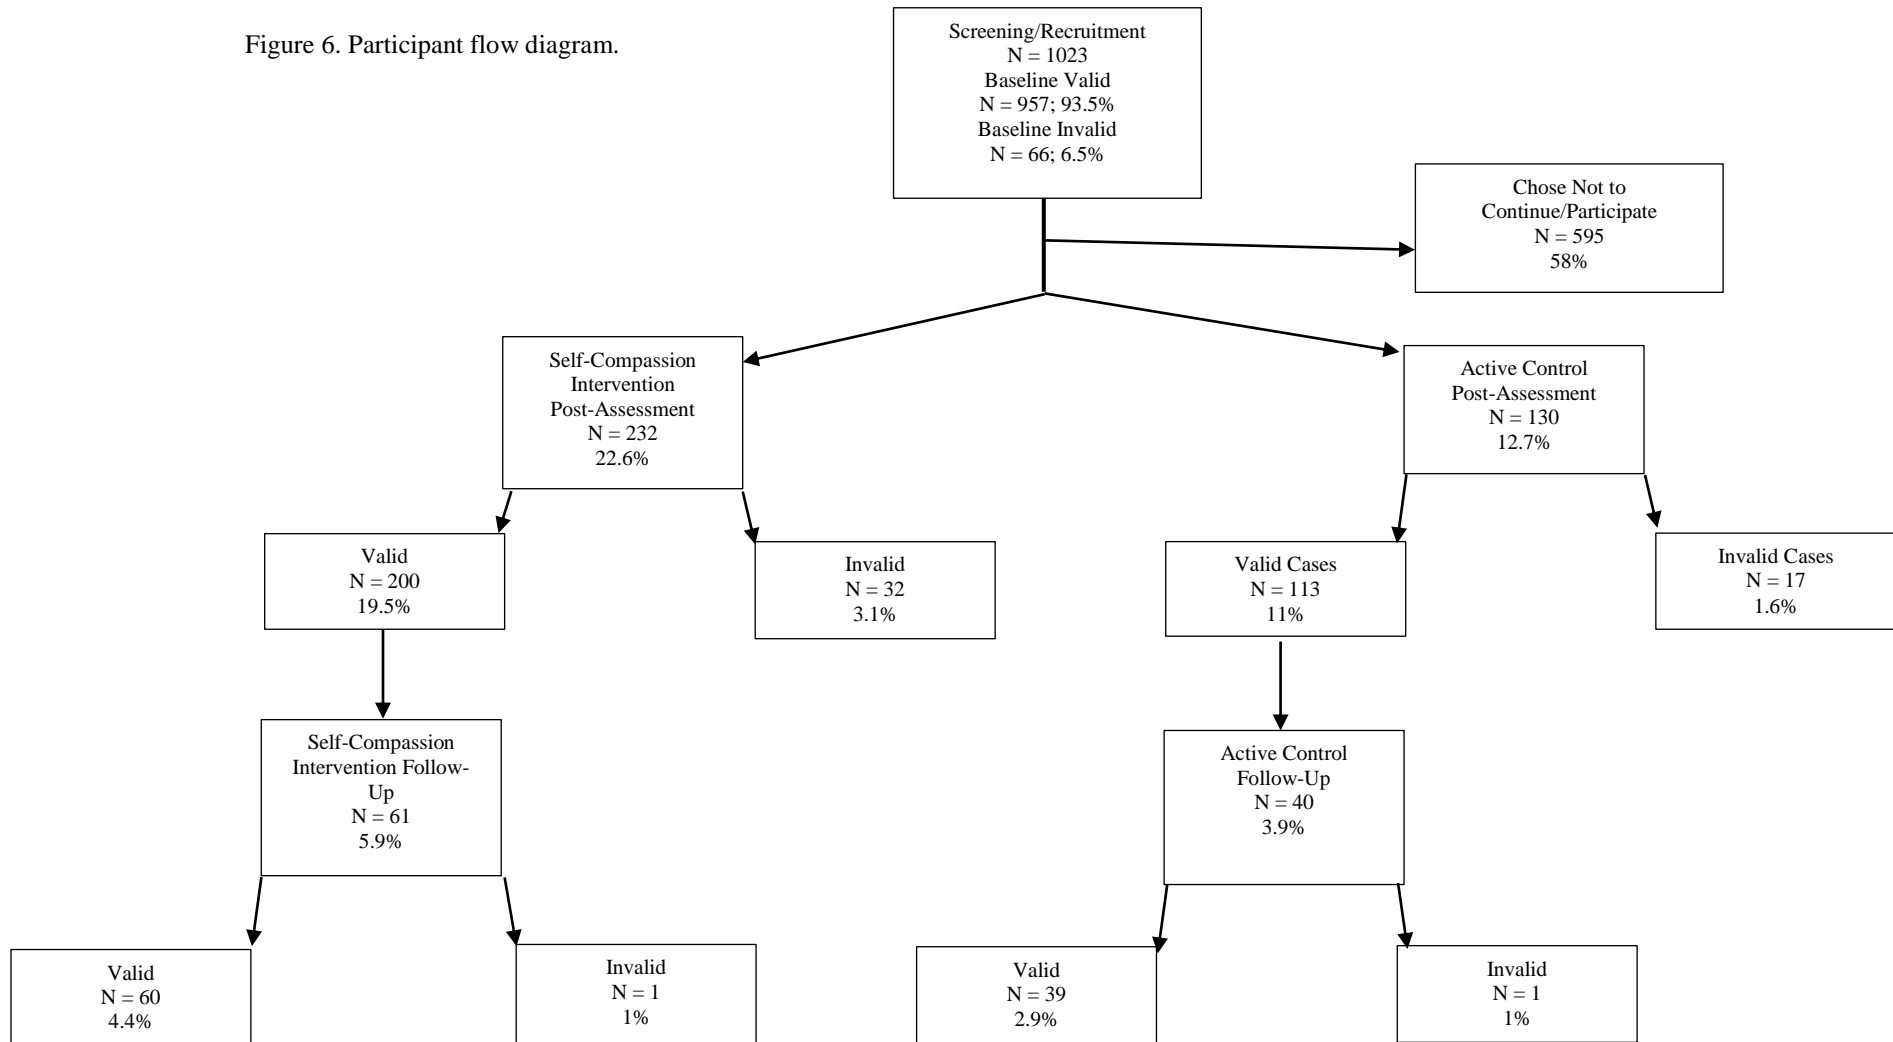 Figure 6. Participant flow diagram.
Screening/Recruitment
N = 1023
Baseline Valid
N = 957; 93.5%
Baseline Invalid
N = 66; 6.5%
Chose Not to
Continue/Participate
N = 595
58%
Self-Compassion
Intervention
Post-Assessment
N = 232
22.6%
Active Control
Post-Assessment
N = 130
12.7%
Valid
N = 200
19.5%
Invalid
N = 32
3.1%
Valid Cases
N = 113
11%
Invalid Cases
N = 17
1.6%
Self-Compassion
Intervention Follow-
Up
N = 61
5.9%
Active Control
Follow-Up
N = 40
3.9%
Valid
N = 60
4.4%
Invalid
N = 1
1%
Valid
N = 39
2.9%
Invalid
N = 1
1%